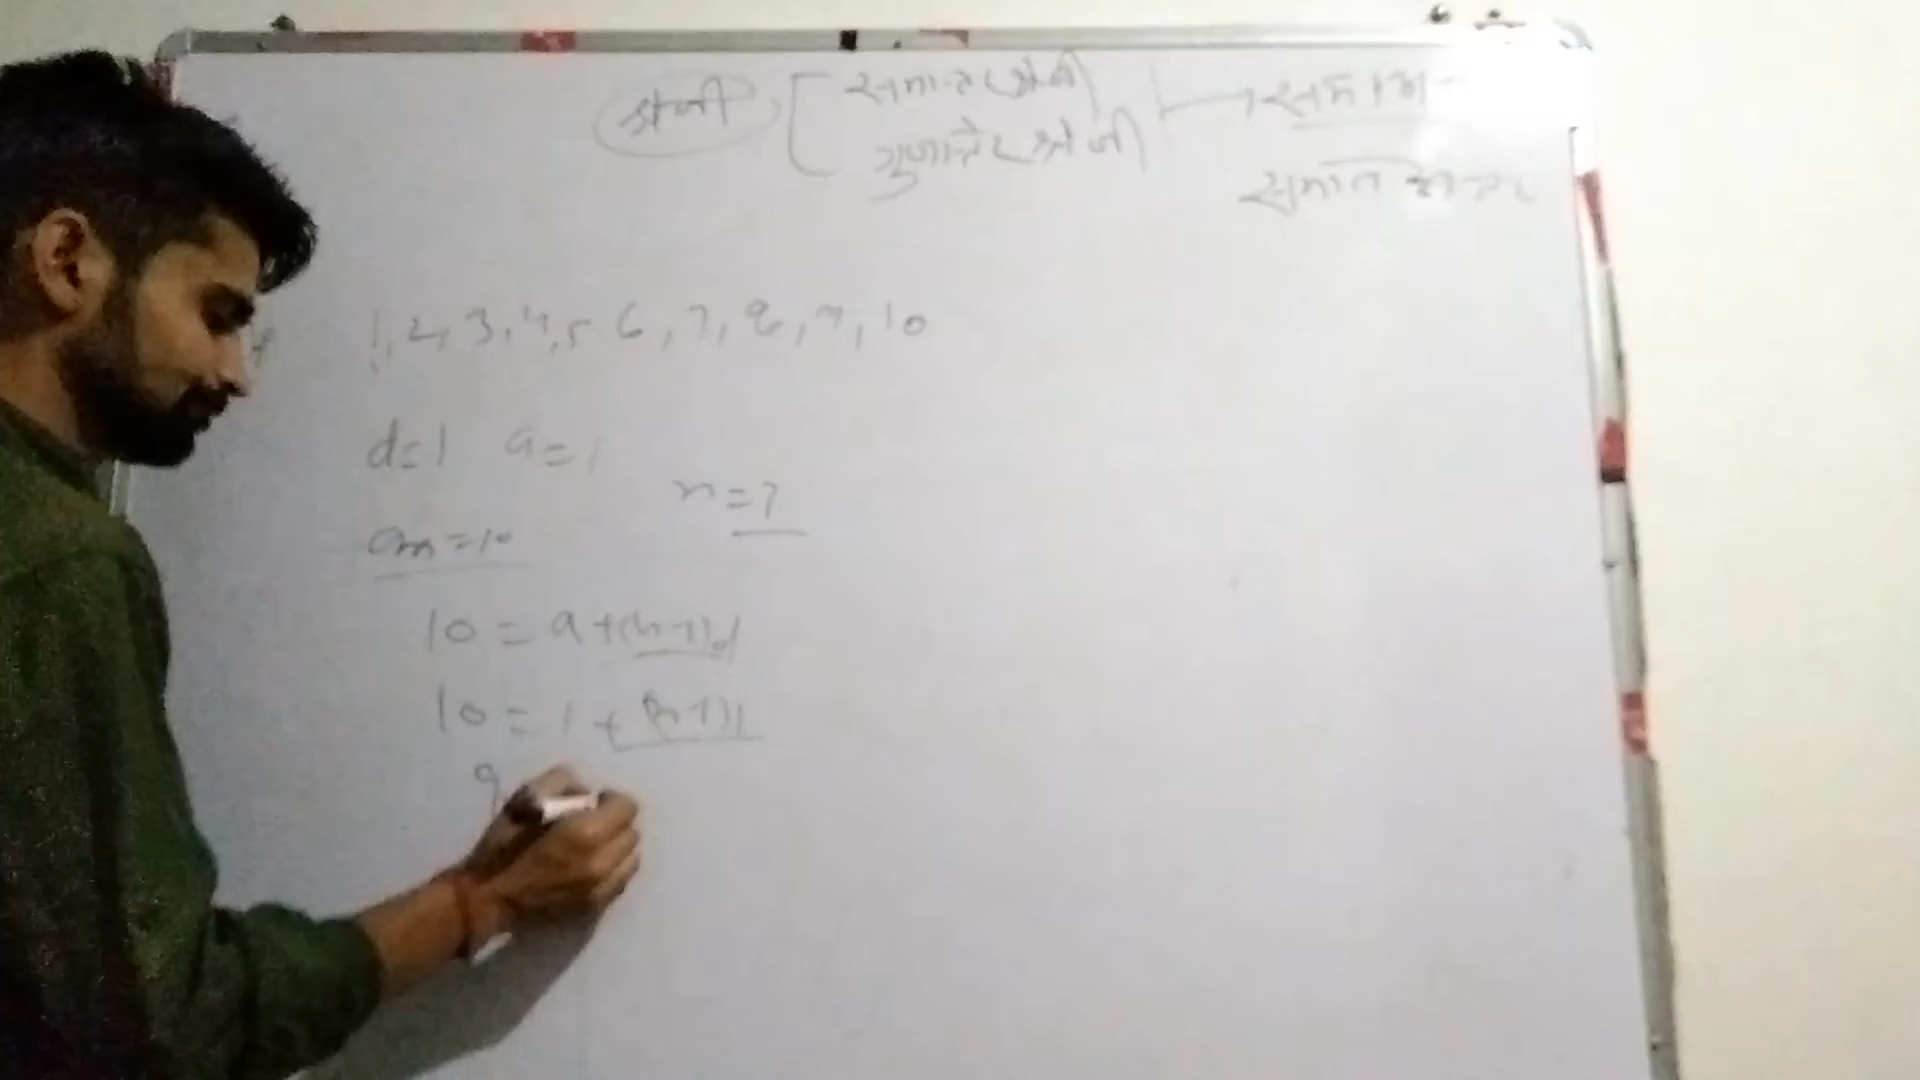 श्रेणी समान्तर श्रेणी
गुणोत्तर श्रेणी
समान
1, 2, 3, 4, 5 6, 7, 8, 9, 10
d=1 a=1
n=?
an=10
10 = a+(n-1)d
10 = 1+(n-1)1
9